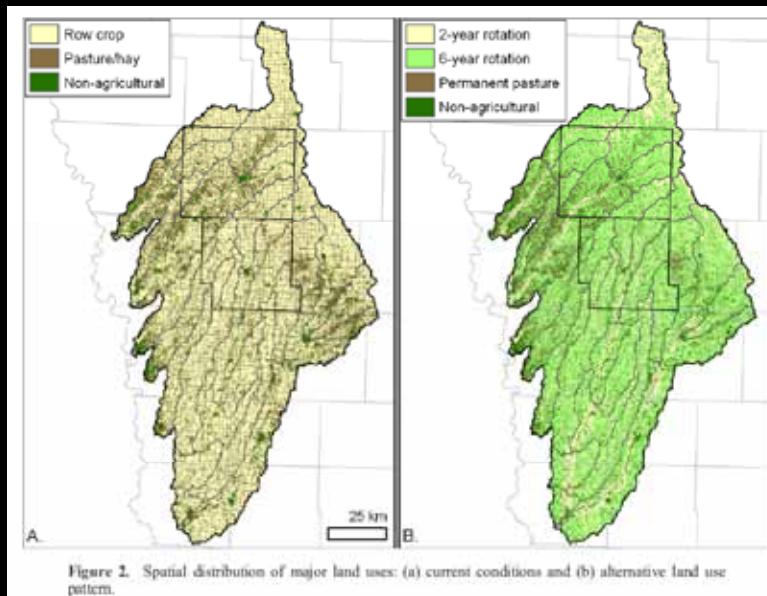 Row crop
Pasture/hay
Non-agricultural
25 km
A.
2-year rotation
6-year rotation
Permanent pasture
Non-agricultural
B.
Figure 2. Spatial distribution of major land uses: (a) current conditions and (b) alternative land use
pattern.